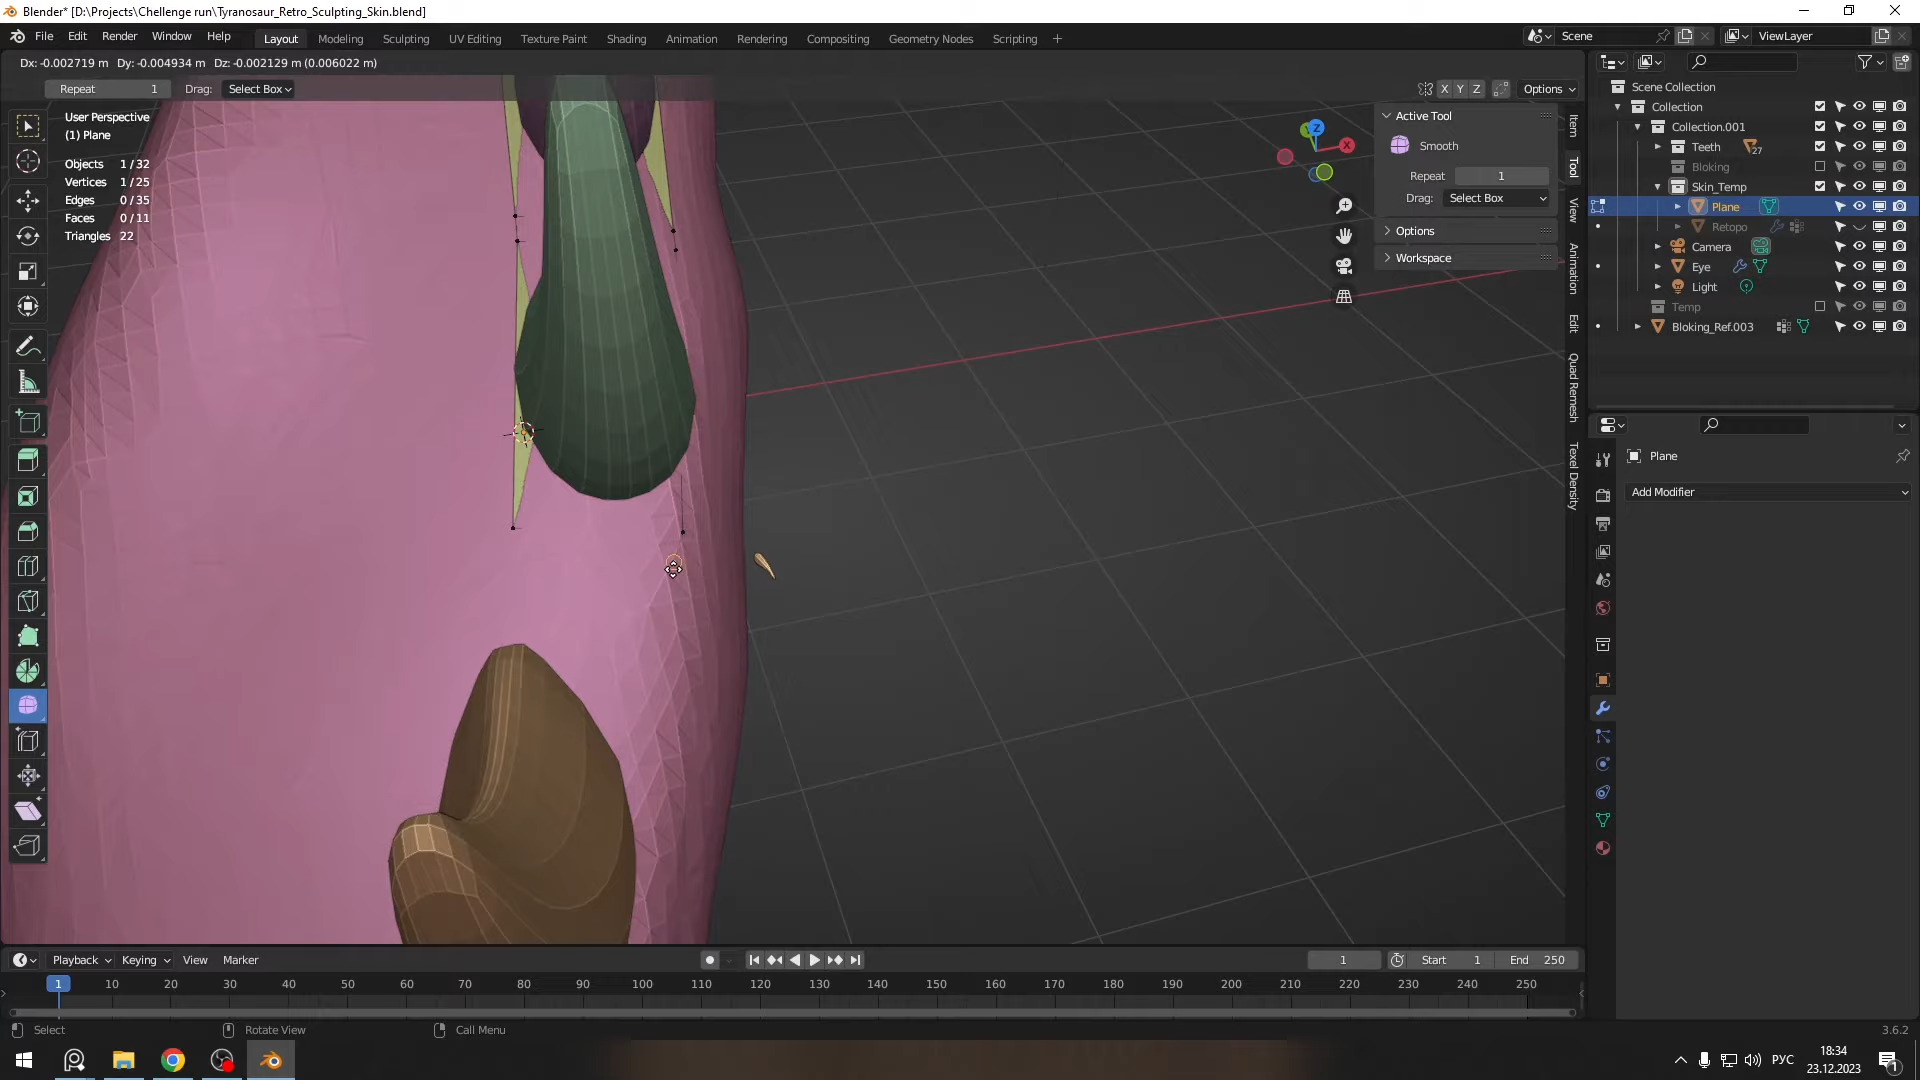 Blender* [D:\Projects\Chellenge run\Tyranosaur_Retro_Sculpting_Skin.blend]
File Edit Render Window Help Layout Modeling Sculpting UV Editing Texture Paint Shading Animation Rendering Compositing Geometry Nodes Scripting + Scene ViewLayer
Dx: -0.002719 m Dy: -0.004934 m Dz: -0.002129 m (0.006022 m)
Repeat 1 Drag: Select Box X Y Z Options
User Perspective
(1) Plane
Objects 1 / 32
Vertices 1 / 25
Edges 0 / 35
Faces 0 / 11
Triangles 22
Z
X
Active Tool
Smooth
Repeat 1
Drag: Select Box
Options
Workspace
Item
Tool
View
Animation
Edit
Quad Remesh
Texel Density
Scene Collection
Collection
Collection.001
Teeth 27
Bloking
Skin_Temp
Plane
Retopo
Camera
Eye
Light
Temp
Bloking_Ref.003
Plane
Add Modifier
Playback Keying View Marker 1 Start 1 End 250
1 10 20 30 40 50 60 70 80 90 100 110 120 130 140 150 160 170 180 190 200 210 220 230 240 250
Select Rotate View Call Menu 3.6.2
РУС 18:34
23.12.2023
1